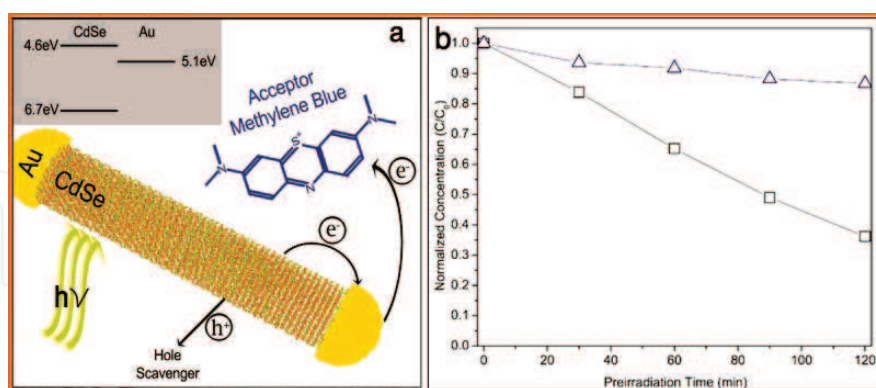 CdSe Au
a
4.6eV
5.1eV
6.7eV
Acceptor
Methylene Blue
S⁺
N
N
N
Au
CdSe
e⁻
e⁻
hν
h⁺
Hole
Scavenger
b
Normalized Concentration (C/C₀)
1.0
0.9
0.8
0.7
0.6
0.5
0.4
0.3
0.2
0.1
0.0
0 20 40 60 80 100 120
Preirradiation Time (min)